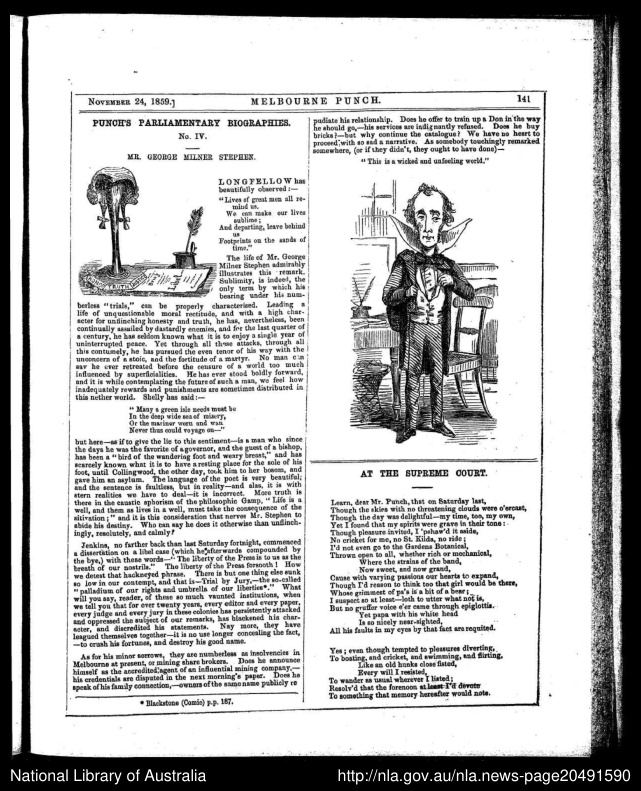 NOVEMBER 24, 1859.] MELBOURNE PUNCH. 141
PUNCH'S PARLIAMENTARY BIOGRAPHIES.
No. IV.
MR. GEORGE MILNER STEPHEN.
TRUTH
LONGFELLOW has
beautifully observed:—
"Lives of great men all re-
mind us.
We can make our lives
sublime;
And departing, leave behind
us
Footprints on the sands of
time."
The life of Mr. George
Milner Stephen admirably
illustrates this remark.
Sublimity, is indeed, the
only term by which his
bearing under his num-
berless "trials," can be properly characterised. Leading a
life of unquestionable moral rectitude, and with a high char-
acter for unflinching honesty and truth, he has, nevertheless, been
continually assailed by dastardly enemies, and for the last quarter of
a century, he has seldom known what it is to enjoy a single year of
uninterrupted peace. Yet through all these attacks, through all
this contumely, he has pursued the even tenor of his way with the
unconcern of a stoic, and the fortitude of a martyr. No man can
say he ever retreated before the censure of a world too much
influenced by superficialities. He has ever stood boldly forward,
and it is while contemplating the future of such a man, we feel how
inadequately rewards and punishments are sometimes distributed in
this nether world. Shelly has said:—
"Many a green isle needs must be
In the deep wide sea of misery,
Or the mariner worn and wan
Never thus could voyage on—"
but here—as if to give the lie to this sentiment—is a man who since
the days he was the favorite of a governor, and the guest of a bishop,
has been a "bird of the wandering foot and weary breast," and has
scarcely known what it is to have a resting place for the sole of his
foot, until Collingwood, the other day, took him to her bosom, and
gave him an asylum. The language of the poet is very beautiful;
and the sentence is faultless, but in reality—and alas, it is with
stern realities we have to deal—it is incorrect. More truth is
there in the caustic aphorism of the philosophic Gamp, "Life is a
well, and them as lives in a well, must take the consequence of the
sitivation;" and it is this consideration that nerves Mr. Stephen to
abide his destiny. Who can say he does it otherwise than unflinch-
ingly, resolutely, and calmly?
Jenkins, no farther back than last Saturday fortnight, commenced
a dissertation on a libel case (which he afterwards compounded by
the bye,) with these words—"The liberty of the Press is to us as the
breath of our nostrils." The liberty of the Press forsooth! How
we detest that hackneyed phrase. There is but one thing else sunk
so low in our contempt, and that is—Trial by Jury,—the so-called
"palladium of our rights and umbrella of our liberties*." What
will you say, reader, of these so much vaunted institutions, when
we tell you that for over twenty years, every editor and every paper,
every judge and every jury in these colonies has persistently attacked
and oppressed the subject of our remarks, has blackened his char-
acter, and discredited his statements. Nay more, they have
leagued themselves together—it is no use longer concealing the fact,
—to crush his fortunes, and destroy his good name.
As for his minor sorrows, they are numberless as insolvencies in
Melbourne at present, or mining share brokers. Does he announce
himself as the accredited agent of an influential mining company,—
his credentials are disputed in the next morning's paper. Does he
speak of his family connection,—owners of the same name publicly re
* Blackstone (Comic) p.p. 187.
pudiate his relationship. Does he offer to train up a Don in the way
he should go,—his services are indignantly refused. Does he buy
bricks?—but why continue the catalogue? We have no heart to
proceed with so sad a narrative. As somebody touchingly remarked
somewhere, (or if they didn't, they ought to have done)—
"This is a wicked and unfeeling world."
AT THE SUPREME COURT.
Learn, dear Mr. Punch, that on Saturday last,
Though the skies with no threatening clouds were o'ercast,
Though the day was delightful—my time, too, my own,
Yet I found that my spirits were grave in their tone:
Though pleasure invited, I "pshaw'd it aside,
No cricket for me, no St. Kilda, no ride;
I'd not even go to the Gardens Botanical,
Thrown open to all, whether rich or mechanical,
Where the strains of the band,
Now sweet, and now grand,
Cause with varying passions our hearts to expand,
Though I'd reason to think too that girl would be there,
Whose grimmest of pa's is a bit of a bear;
I suspect so at least—loth to utter what not is,
But no gruffer voice e'er came through epiglottis.
Yet papa with his white head
Is so nicely near-sighted,
All his faults in my eyes by that fact are requited.
Yes; even though tempted to pleasures diverting,
To boating, and cricket, and swimming, and flirting,
Like an old hunks close fisted,
Every will I resisted,
To wander as usual wherever I listed;
Resolv'd that the forenoon at least I'd devote
To something that memory hereafter would note.
National Library of Australia http://nla.gov.au/nla.news-page20491590